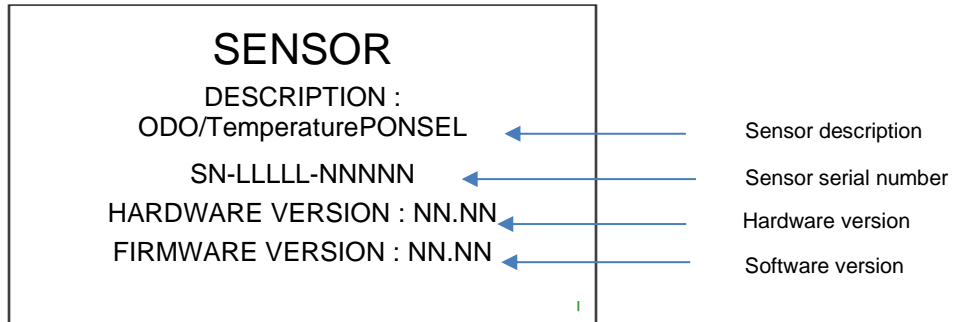 SENSOR
DESCRIPTION :
ODO/TemperaturePONSEL
Sensor description
SN-LLLLL-NNNNN
Sensor serial number
HARDWARE VERSION : NN.NN
Hardware version
FIRMWARE VERSION : NN.NN
Software version